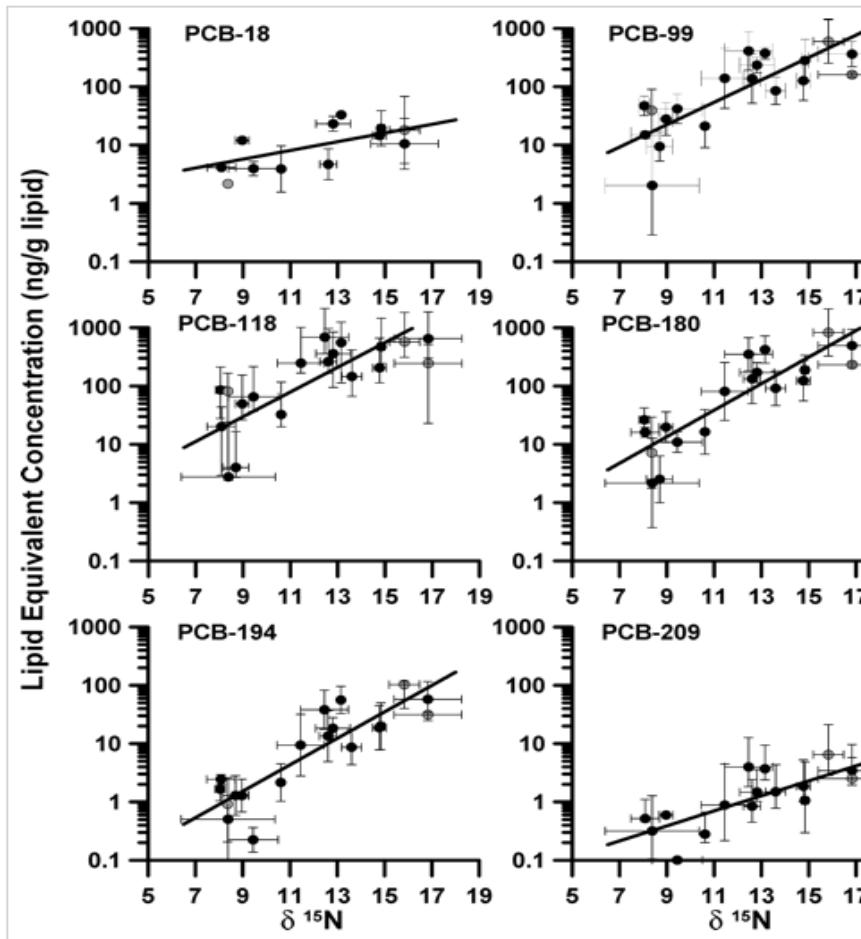 Lipid Equivalent Concentration (ng/g lipid)
PCB-18
1000
100
10
1
0.1
5 7 9 11 13 15 17 19
PCB-99
1000
100
10
1
0.1
5 7 9 11 13 15 17
PCB-118
1000
100
10
1
0.1
5 7 9 11 13 15 17 19
PCB-180
1000
100
10
1
0.1
5 7 9 11 13 15 17
PCB-194
1000
100
10
1
0.1
5 7 9 11 13 15 17 19
δ ¹⁵N
PCB-209
1000
100
10
1
0.1
5 7 9 11 13 15 17
δ ¹⁵N